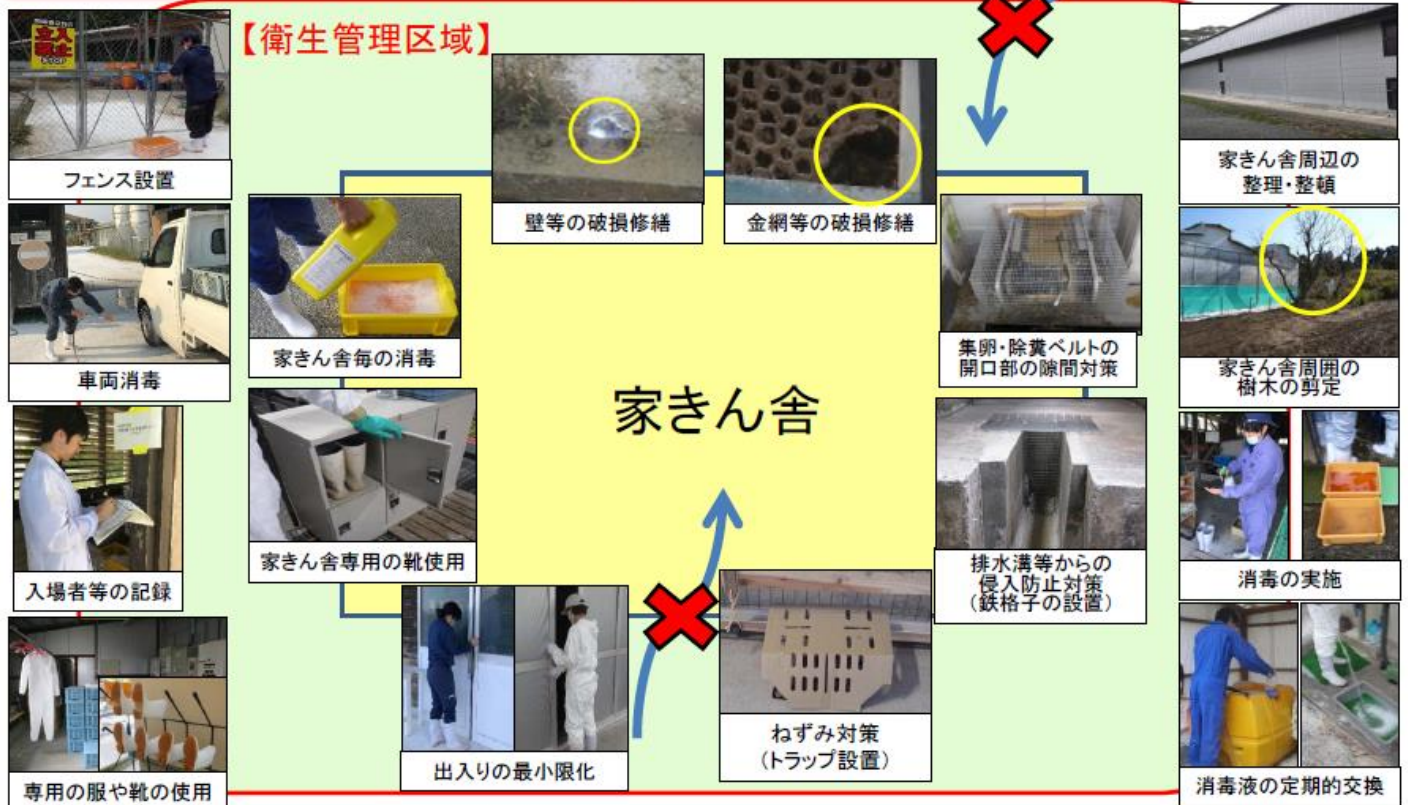 【衛生管理区域】
立入
禁止
フェンス設置
壁等の破損修繕
金網等の破損修繕
家きん舎周辺の
整理・整頓
車両消毒
家きん舎毎の消毒
集卵・除糞ベルトの
開口部の隙間対策
家きん舎周囲の
樹木の剪定
家きん舎
入場者等の記録
家きん舎専用の靴使用
排水溝等からの
侵入防止対策
（鉄格子の設置）
消毒の実施
専用の服や靴の使用
出入りの最小限化
ねずみ対策
（トラップ設置）
消毒液の定期的交換